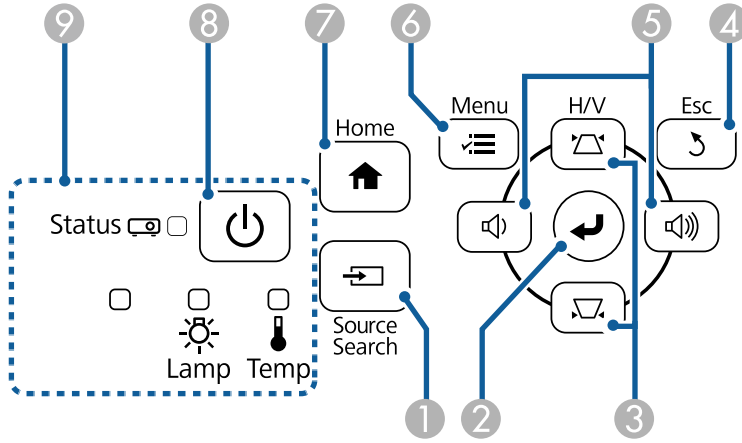 9 8 7 6 5 4
Menu H/V Esc
Home
Status
Source
Search
Lamp Temp
1 2 3